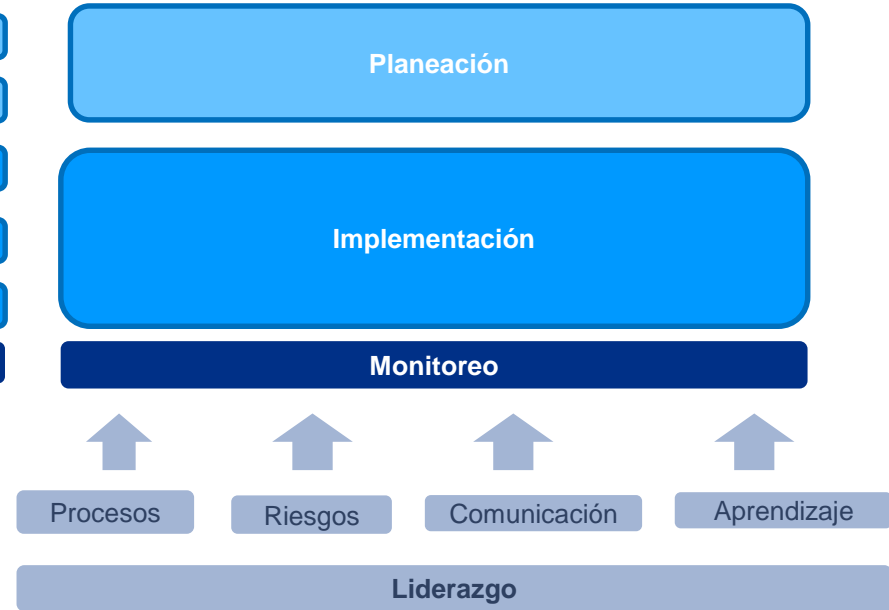 Planeación
Implementación
Monitoreo
Procesos
Riesgos
Comunicación
Aprendizaje
Liderazgo